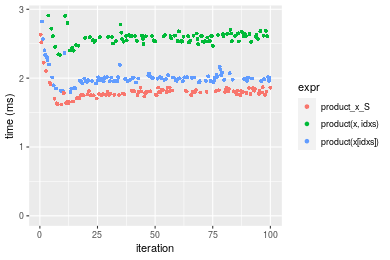 3
2
1
0
time (ms)
0
25
50
75
100
iteration
expr
product_x_S
product(x, idxs)
product(x[idxs])